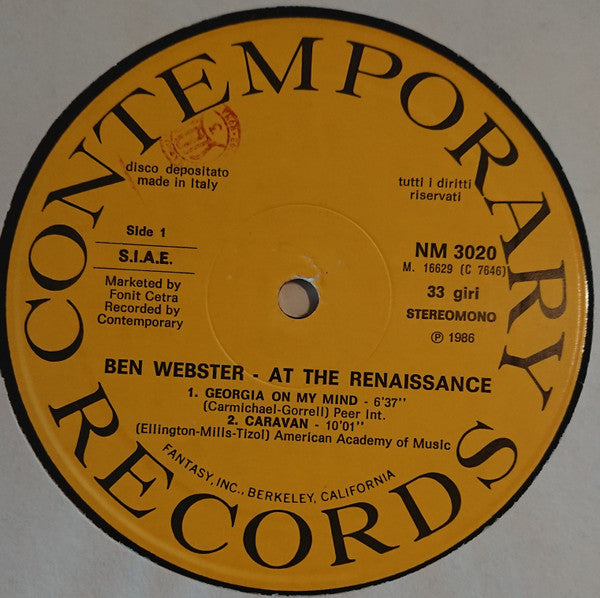 CONTEMPORARY
RECORDS
disco depositato
made in Italy
tutti i diritti
riservati
Side 1
S.I.A.E.
Marketed by
Fonit Cetra
Recorded by
Contemporary
NM 3020
M. 16629 (C 7646)
33 giri
STEREOMONO
℗ 1986
BEN WEBSTER - AT THE RENAISSANCE
1. GEORGIA ON MY MIND - 6'37"
(Carmichael-Gorrell) Peer Int.
2. CARAVAN - 10'01"
(Ellington-Mills-Tizol) American Academy of Music
FANTASY, INC., BERKELEY, CALIFORNIA